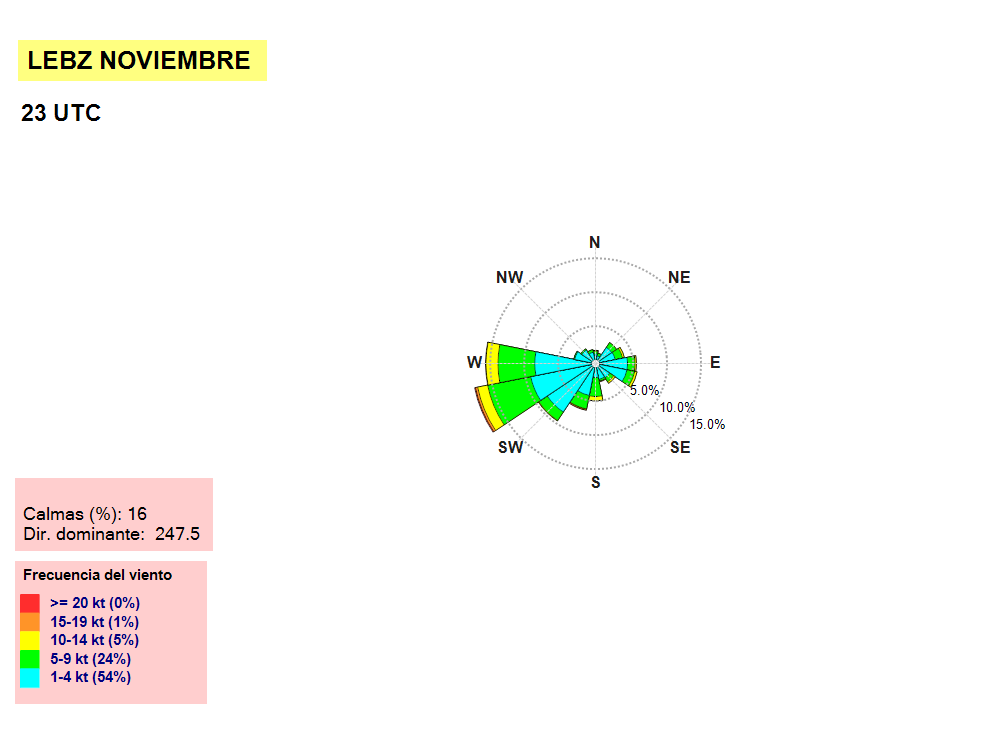 LEBZ NOVIEMBRE
23 UTC
N
NW
NE
W
E
5.0%
10.0%
15.0%
SW
SE
S
Calmas (%): 16
Dir. dominante: 247.5
Frecuencia del viento
>= 20 kt (0%)
15-19 kt (1%)
10-14 kt (5%)
5-9 kt (24%)
1-4 kt (54%)